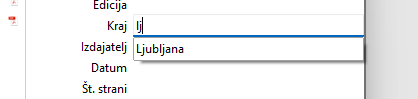 Edicija
Kraj lj
Izdajatelj Ljubljana
Datum
Št. strani